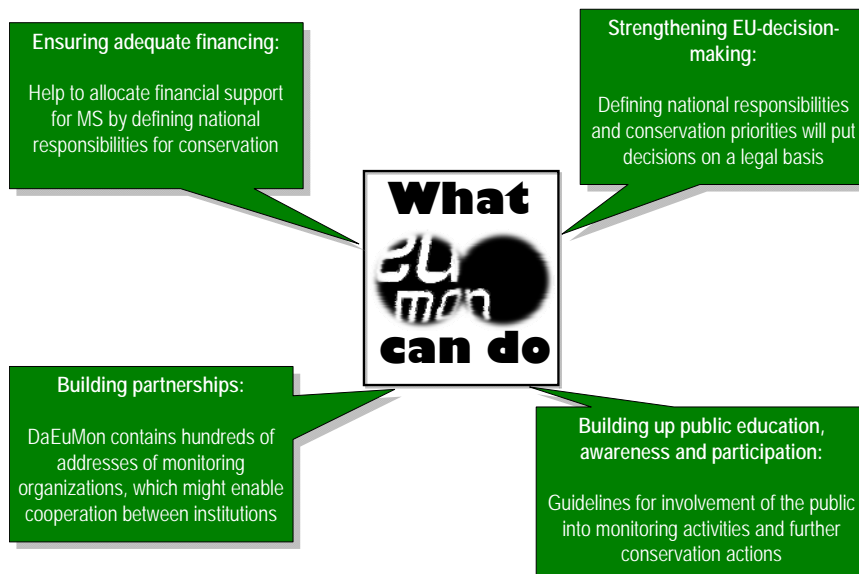 Ensuring adequate financing:
Help to allocate financial support
for MS by defining national
responsibilities for conservation
Strengthening EU-decision-
making:
Defining national responsibilities
and conservation priorities will put
decisions on a legal basis
What
eu
mon
can do
Building partnerships:
DaEuMon contains hundreds of
addresses of monitoring
organizations, which might enable
cooperation between institutions
Building up public education,
awareness and participation:
Guidelines for involvement of the public
into monitoring activities and further
conservation actions